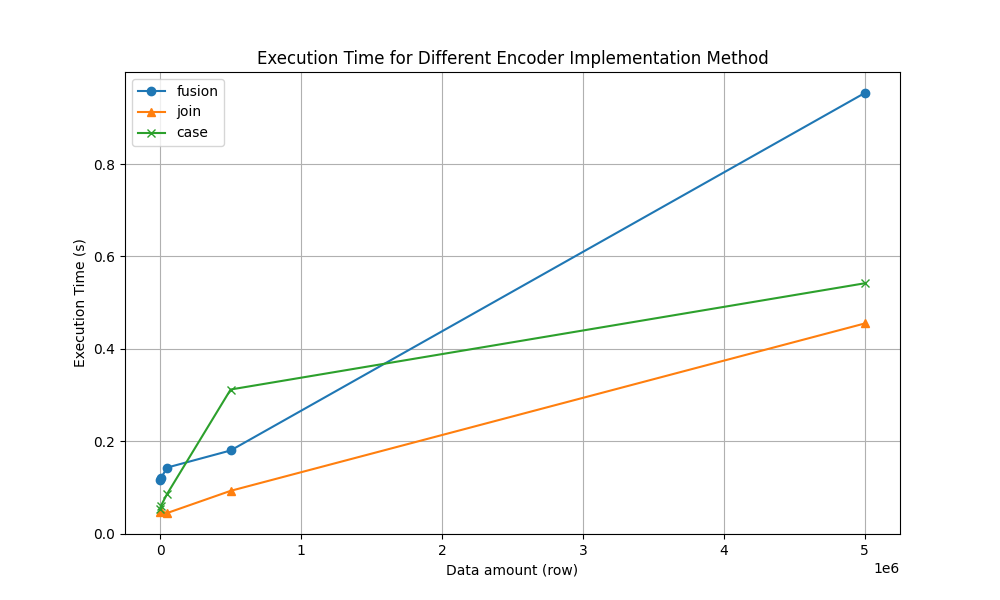 Execution Time for Different Encoder Implementation Method
fusion
join
case
Execution Time (s)
0.8
0.6
0.4
0.2
0.0
0 1 2 3 4 5
1e6
Data amount (row)